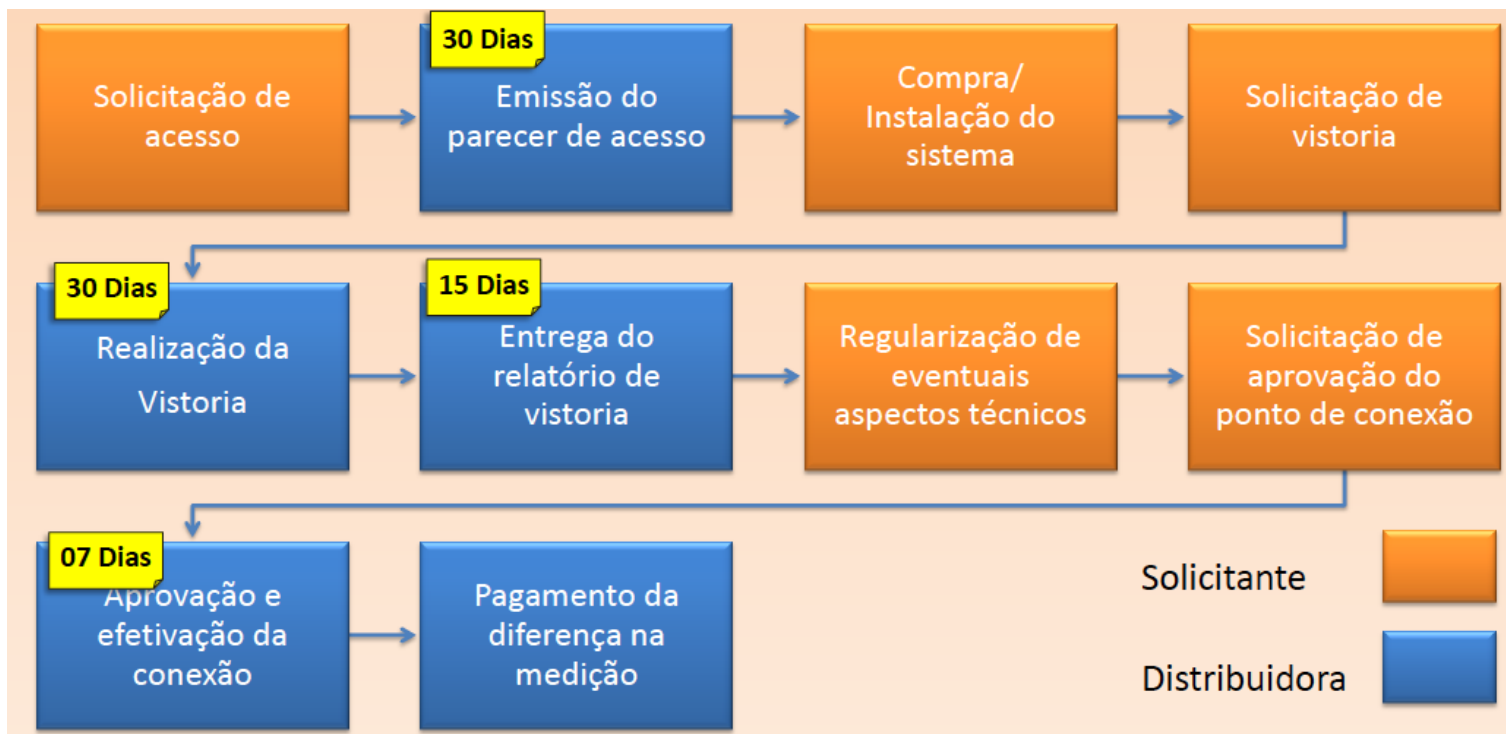 Solicitação de
acesso
30 Dias
Emissão do
parecer de acesso
Compra/
Instalação do
sistema
Solicitação de
vistoria
30 Dias
Realização da
Vistoria
15 Dias
Entrega do
relatório de
vistoria
Regularização de
eventuais
aspectos técnicos
Solicitação de
aprovação do
ponto de conexão
07 Dias
Aprovação e
efetivação da
conexão
Pagamento da
diferença na
medição
Solicitante
Distribuidora